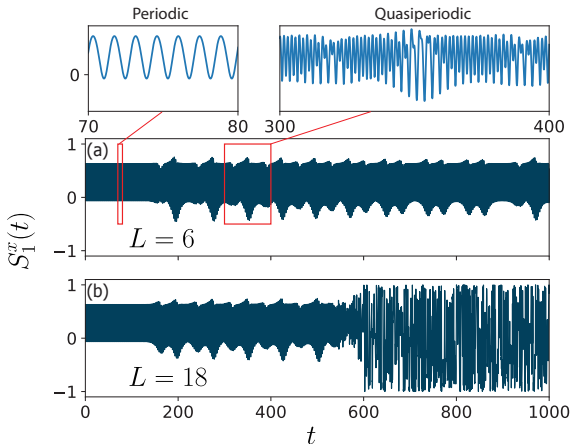 Periodic
Quasiperiodic
0
70
80
300
400
(a)
1
0
−1
L = 6
S₁ˣ(t)
(b)
1
0
−1
L = 18
0
200
400
600
800
1000
t